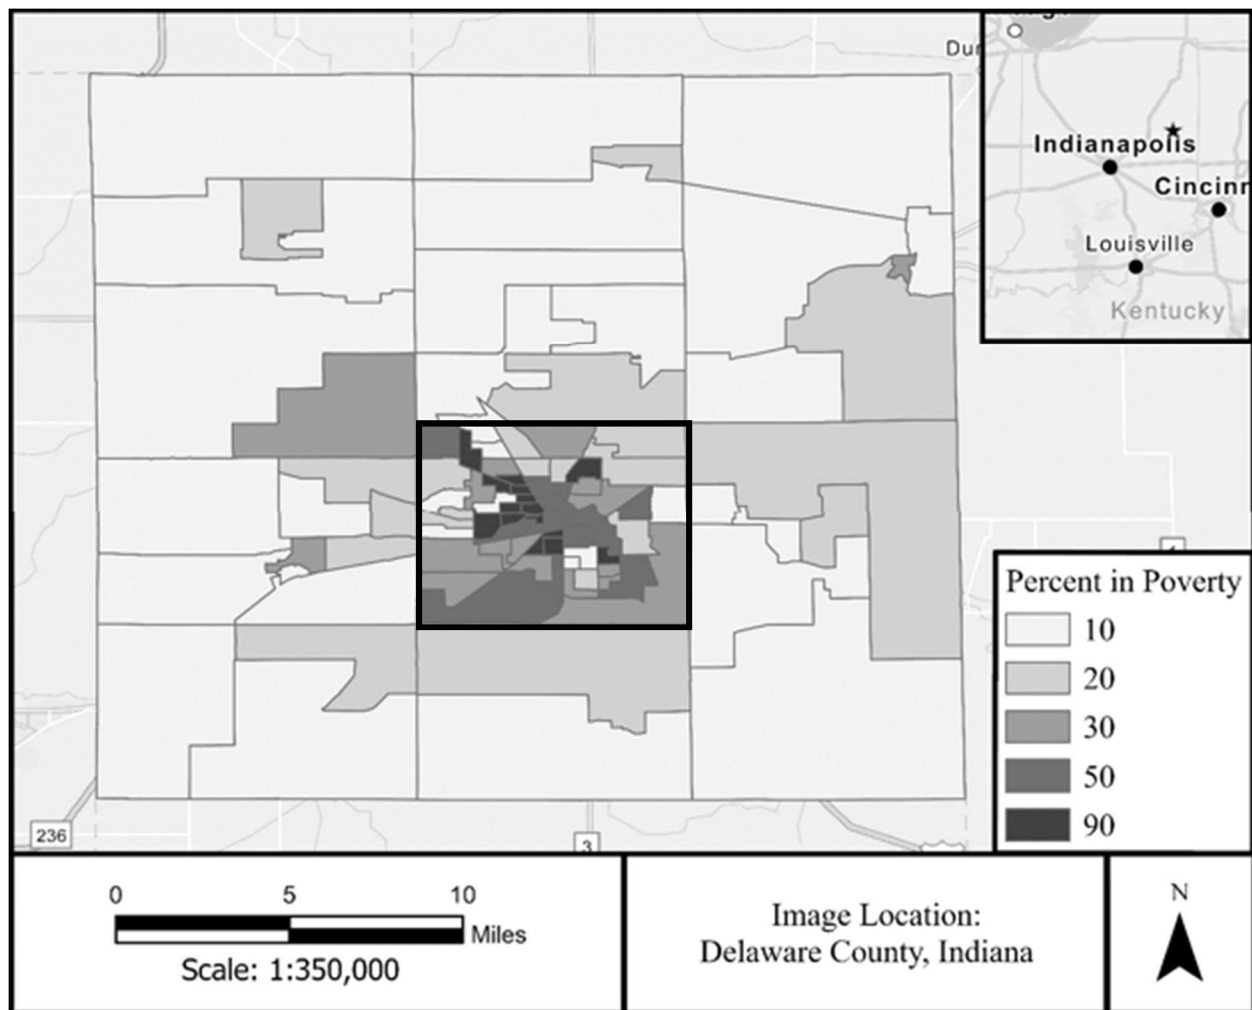 Indianapolis
Louisville
Kentucky
Percent in Poverty
10
20
30
50
90
236
3
0 5 10
Miles
Scale: 1:350,000
Image Location:
Delaware County, Indiana
N